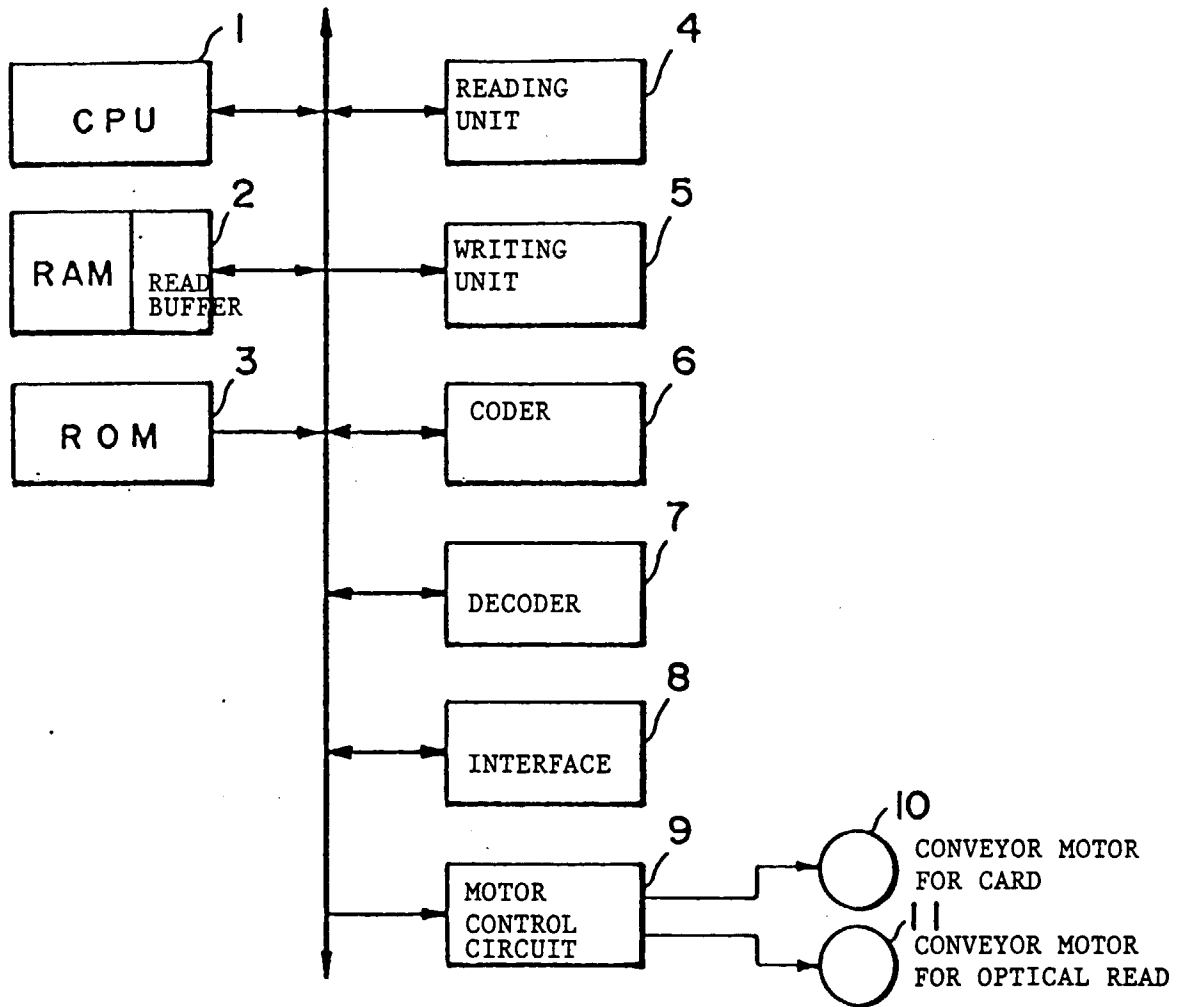 1
CPU
2
RAM
READ
BUFFER
3
ROM
4
READING
UNIT
5
WRITING
UNIT
6
CODER
7
DECODER
8
INTERFACE
9
MOTOR
CONTROL
CIRCUIT
10
CONVEYOR MOTOR
FOR CARD
11
CONVEYOR MOTOR
FOR OPTICAL READ